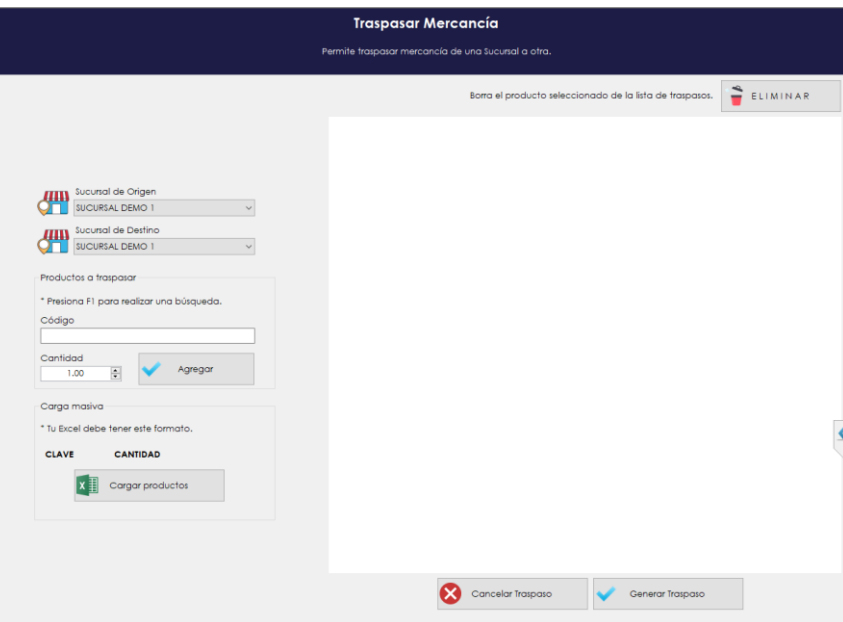 Traspasar Mercancía
Permite traspasar mercancía de una Sucursal a otra.
Borra el producto seleccionado de la lista de traspasos.
ELIMINAR
Sucursal de Origen
SUCURSAL DEMO 1
Sucursal de Destino
SUCURSAL DEMO 1
Productos a traspasar
* Presiona F1 para realizar una búsqueda.
Código
Cantidad
1.00
Agregar
Carga masiva
* Tu Excel debe tener este formato.
CLAVE CANTIDAD
Cargar productos
Cancelar Traspaso
Generar Traspaso